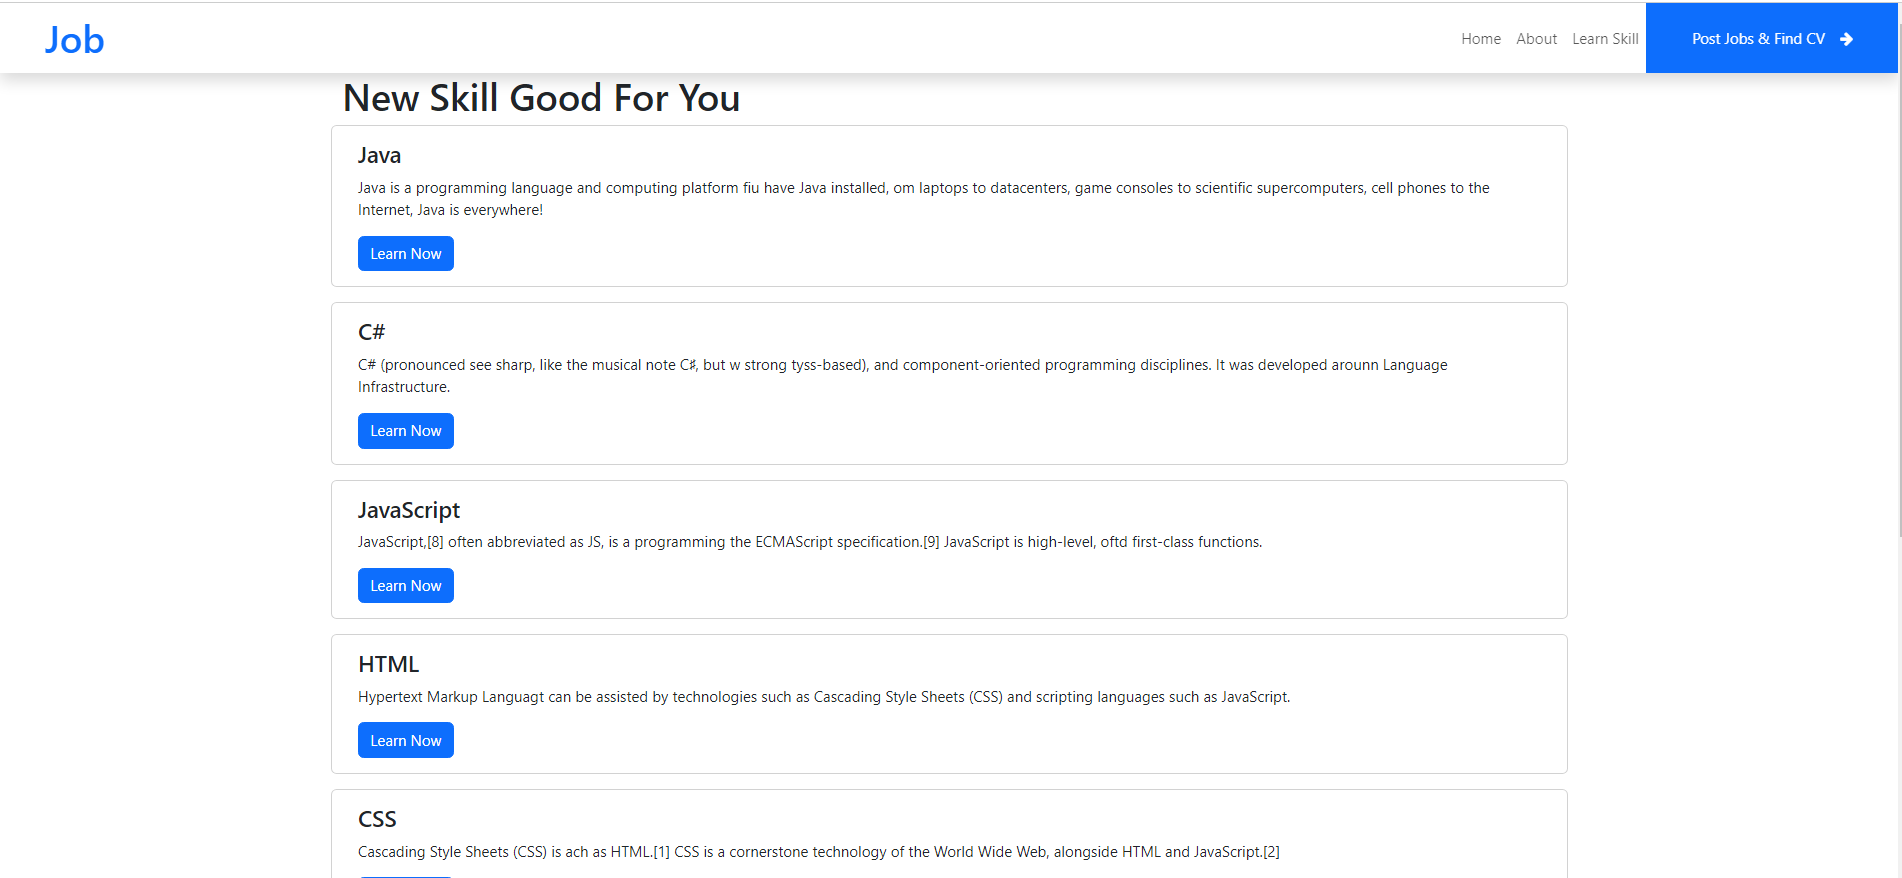 Job
Home About Learn Skill Post Jobs & Find CV
New Skill Good For You
Java
Java is a programming language and computing platform fiu have Java installed, om laptops to datacenters, game consoles to scientific supercomputers, cell phones to the
Internet, Java is everywhere!
Learn Now
C#
C# (pronounced see sharp, like the musical note C♯, but w strong tyss-based), and component-oriented programming disciplines. It was developed arounn Language
Infrastructure.
Learn Now
JavaScript
JavaScript,[8] often abbreviated as JS, is a programming the ECMAScript specification.[9] JavaScript is high-level, oftd first-class functions.
Learn Now
HTML
Hypertext Markup Languagt can be assisted by technologies such as Cascading Style Sheets (CSS) and scripting languages such as JavaScript.
Learn Now
CSS
Cascading Style Sheets (CSS) is ach as HTML.[1] CSS is a cornerstone technology of the World Wide Web, alongside HTML and JavaScript.[2]